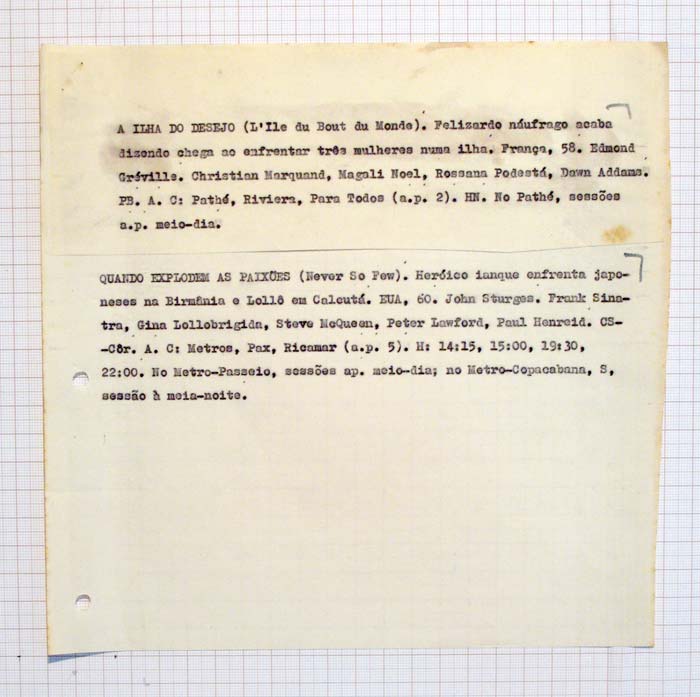 A ILHA DO DESEJO (L'Ile du Bout du Monde). Felizardo náufrago acaba
dizendo chega ao enfrentar três mulheres numa ilha. França, 58. Edmond
Gréville. Christian Marquand, Magali Noel, Rossana Podestá, Dawn Addams.
PB. A. C: Pathé, Riviera, Para Todos (a.p. 2). HN. No Pathé, sessões
a.p. meio-dia.
QUANDO EXPLODEM AS PAIXÕES (Never So Few). Heróico ianque enfrenta japo-
neses na Birmânia e Lollô em Calcutá. EUA, 60. John Sturges. Frank Sina-
tra, Gina Lollobrigida, Steve McQueen, Peter Lawford, Paul Henreid. CS-
-Côr. A. C: Metros, Pax, Ricamar (a.p. 5). H: 14:15, 15:00, 19:30,
22:00. No Metro-Passeio, sessões ap. meio-dia; no Metro-Copacabana, S,
sessão à meia-noite.